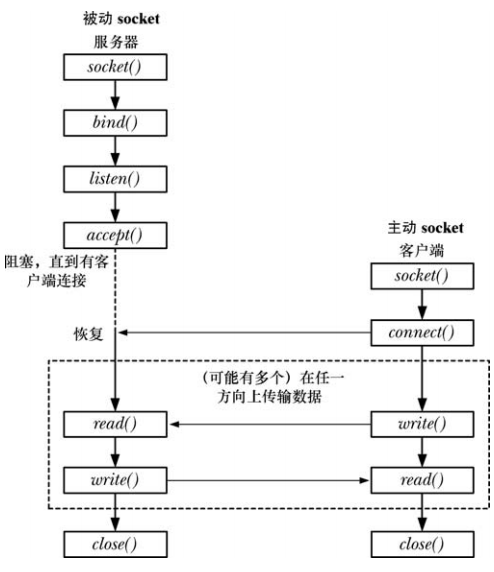 被动 socket
服务器
socket()
bind()
listen()
accept()
阻塞，直到有客
户端连接
恢复
主动 socket
客户端
socket()
connect()
（可能有多个）在任一
方向上传输数据
read()
write()
write()
read()
close()
close()